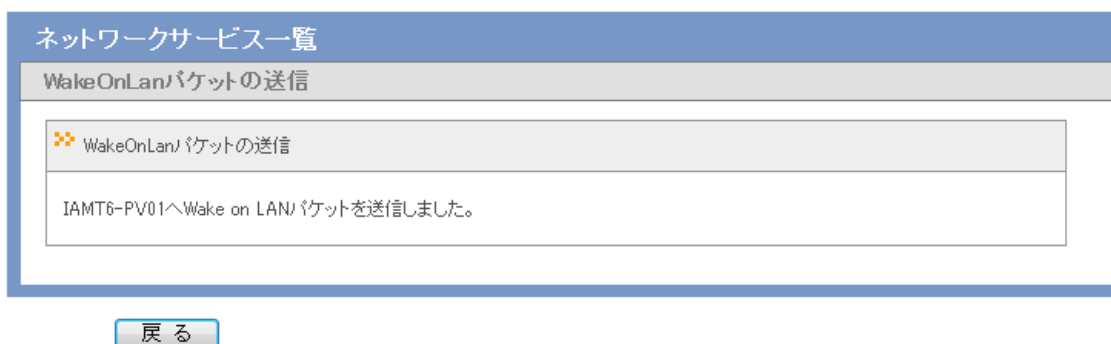 ネットワークサービス一覧
WakeOnLanパケットの送信
WakeOnLanパケットの送信
IAMT6-PV01へWake on LANパケットを送信しました。
戻る